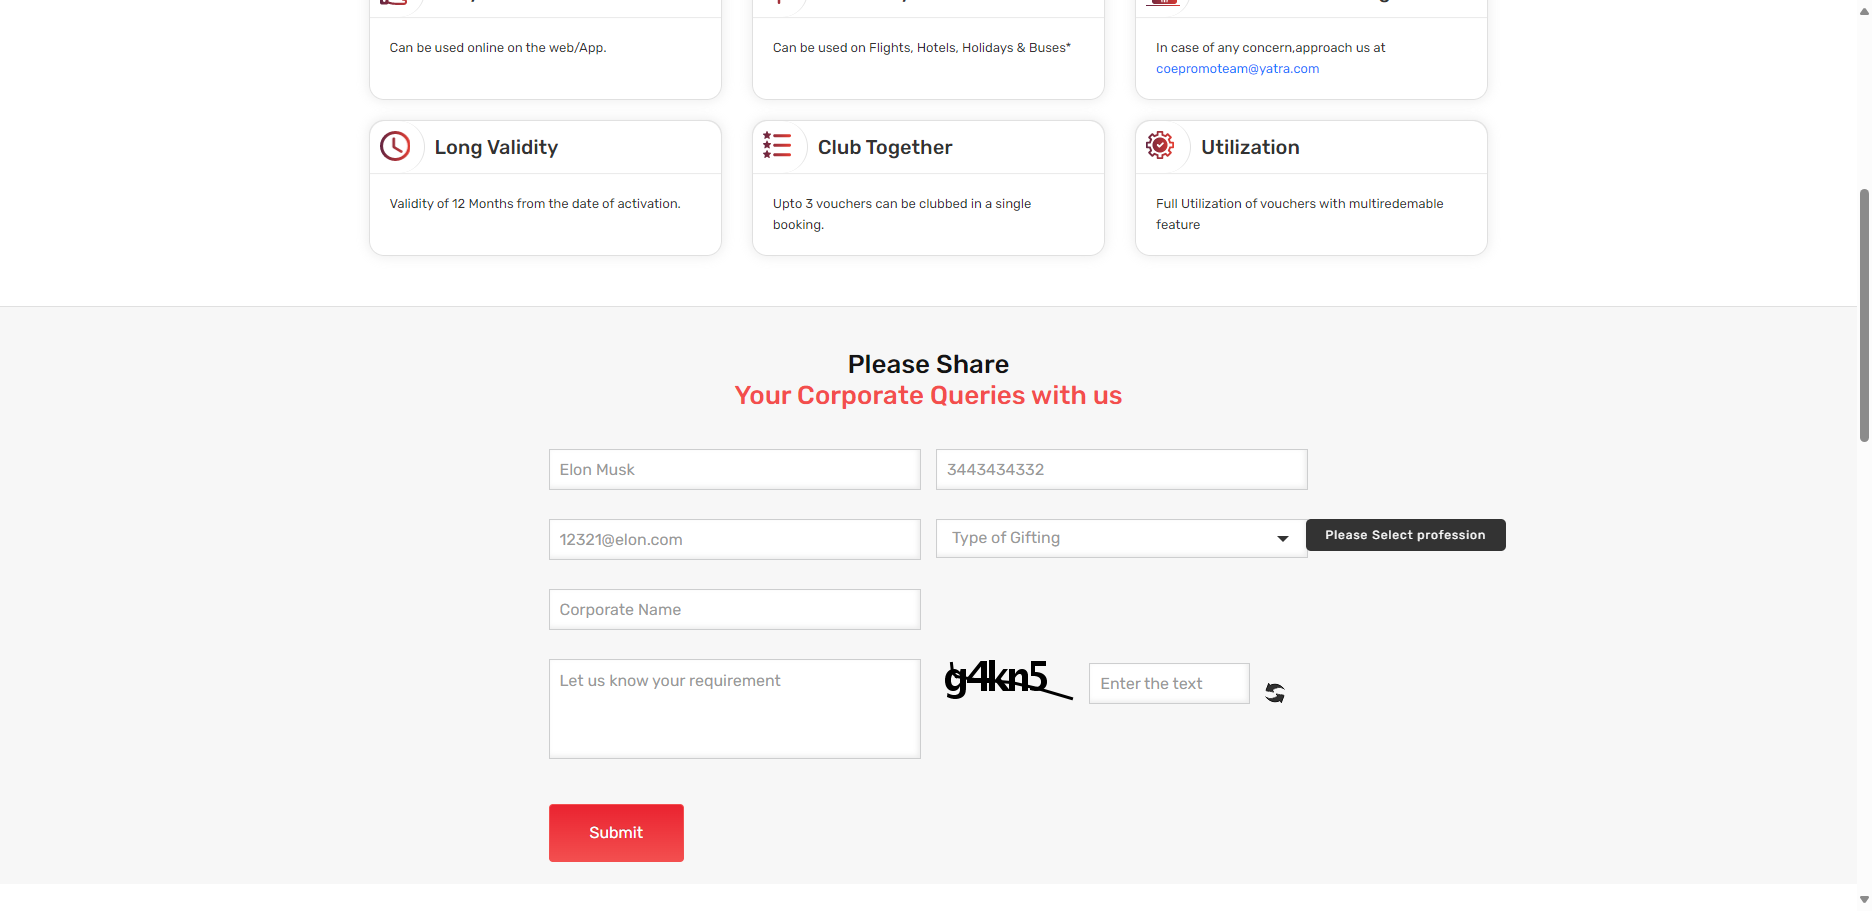 Can be used online on the web/App.
Can be used on Flights, Hotels, Holidays & Buses*
In case of any concern,approach us at
coepromoteam@yatra.com
Long Validity
Validity of 12 Months from the date of activation.
Club Together
Upto 3 vouchers can be clubbed in a single
booking.
Utilization
Full Utilization of vouchers with multiredemable
feature
Please Share
Your Corporate Queries with us
Elon Musk
3443434332
12321@elon.com
Type of Gifting
Please Select profession
Corporate Name
Let us know your requirement
g4kn5
Enter the text
Submit